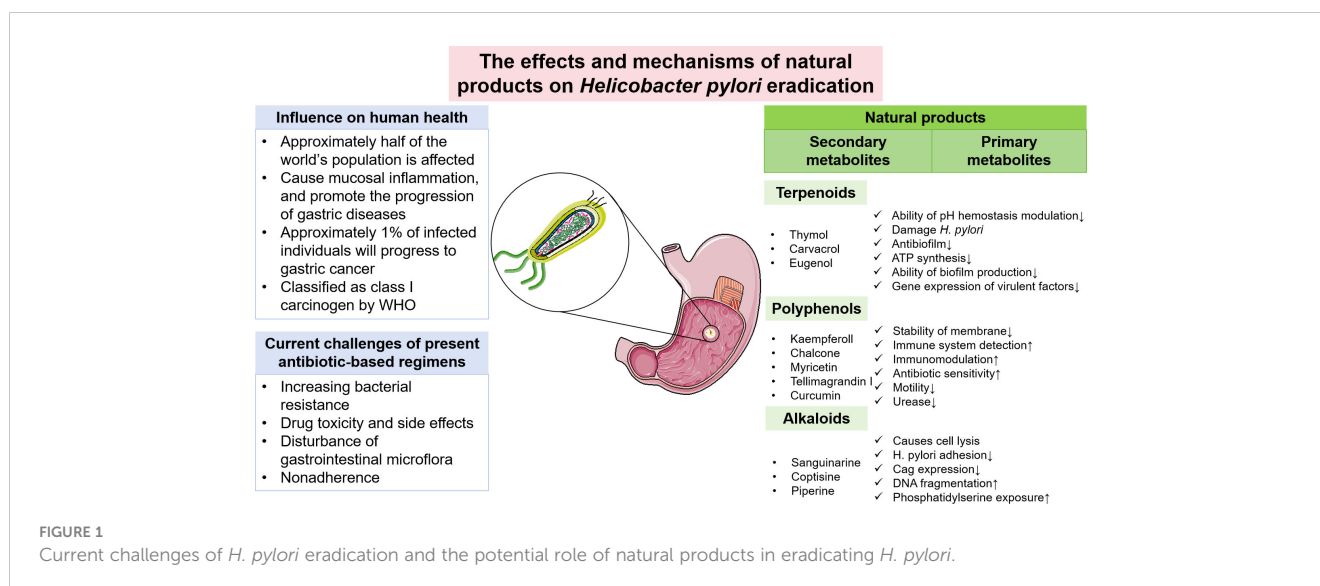 The effects and mechanisms of natural
products on Helicobacter pylori eradication
Influence on human health
• Approximately half of the
world's population is affected
• Cause mucosal inflammation,
and promote the progression
of gastric diseases
• Approximately 1% of infected
individuals will progress to
gastric cancer
• Classified as class I
carcinogen by WHO
Current challenges of present
antibiotic-based regimens
• Increasing bacterial
resistance
• Drug toxicity and side effects
• Disturbance of
gastrointestinal microflora
• Nonadherence
Natural products
Secondary
metabolites
Primary
metabolites
Terpenoids
• Thymol
• Carvacrol
• Eugenol
✓ Ability of pH hemostasis modulation↓
✓ Damage H. pylori
✓ Antibiofilm↓
✓ ATP synthesis↓
✓ Ability of biofilm production↓
✓ Gene expression of virulent factors↓
Polyphenols
• Kaempferoll
• Chalcone
• Myricetin
• Tellimagrandin I
• Curcumin
✓ Stability of membrane↓
✓ Immune system detection↑
✓ Immunomodulation↑
✓ Antibiotic sensitivity↑
✓ Motility↓
✓ Urease↓
Alkaloids
• Sanguinarine
• Coptisine
• Piperine
✓ Causes cell lysis
✓ H. pylori adhesion↓
✓ Cag expression↓
✓ DNA fragmentation↑
✓ Phosphatidylserine exposure↑
FIGURE 1
Current challenges of H. pylori eradication and the potential role of natural products in eradicating H. pylori.